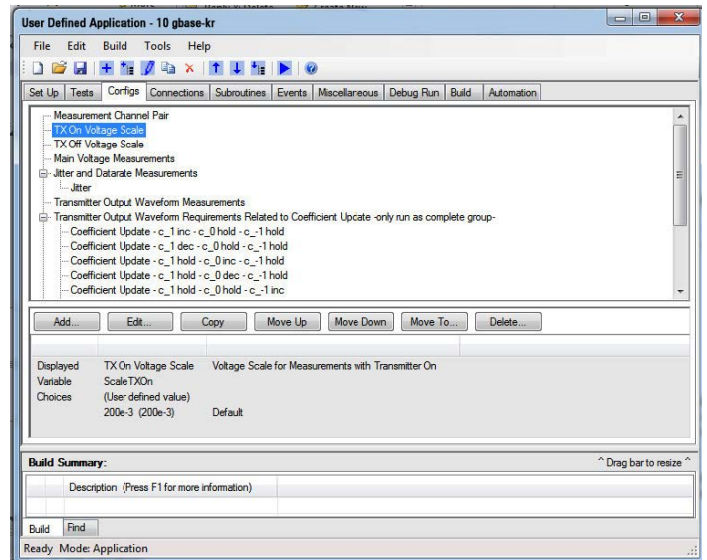 User Defined Application - 10 gbase-kr
File Edit Build Tools Help
Set Up Tests Configs Connections Subroutines Events Miscellaneous Debug Run Build Automation
Measurement Channel Pair
TX On Voltage Scale
TX Off Voltage Scale
Main Voltage Measurements
Jitter and Datarate Measurements
Jitter
Transmitter Output Waveform Measurements
Transmitter Output Waveform Requirements Related to Coefficient Upcate -only run as complete group-
Coefficient Update - c_1 inc - c_0 hold - c_-1 hold
Coefficient Update - c_1 dec - c_0 hold - c_-1 hold
Coefficient Update - c_1 hold - c_0 inc - c_-1 hold
Coefficient Update - c_1 hold - c_0 dec - c_-1 hold
Coefficient Update - c_1 hold - c_0 hold - c_-1 inc
Add... Edit... Copy Move Up Move Down Move To... Delete...
Displayed TX On Voltage Scale Voltage Scale for Measurements with Transmitter On
Variable ScaleTXOn
Choices (User defined value)
200e-3 (200e-3) Default
Build Summary: ^ Drag bar to resize ^
Description (Press F1 for more information)
Build Find
Ready Mode: Application